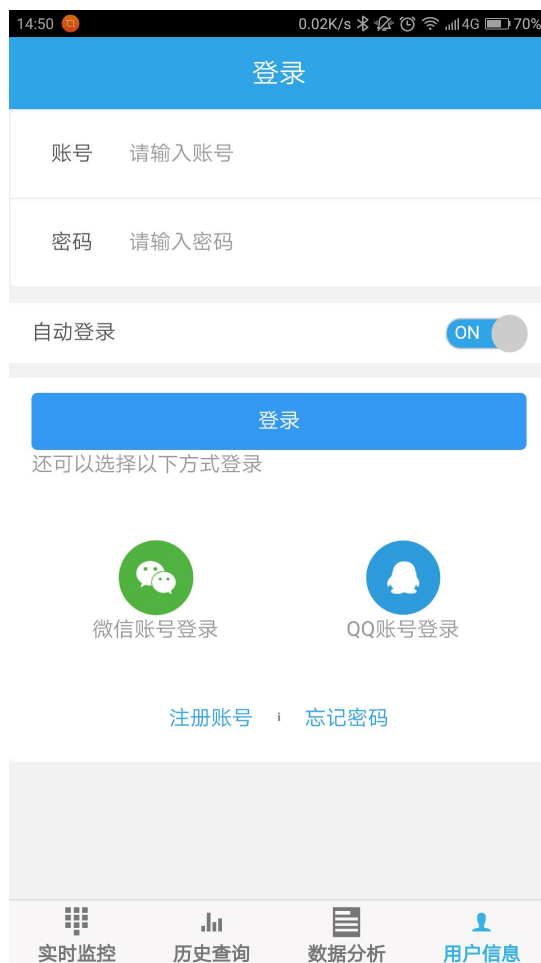 14:50 0.02K/s 4G 70%
登录
账号 请输入账号
密码 请输入密码
自动登录 ON
登录
还可以选择以下方式登录
微信账号登录 QQ账号登录
注册账号 i 忘记密码
实时监控 历史查询 数据分析 用户信息